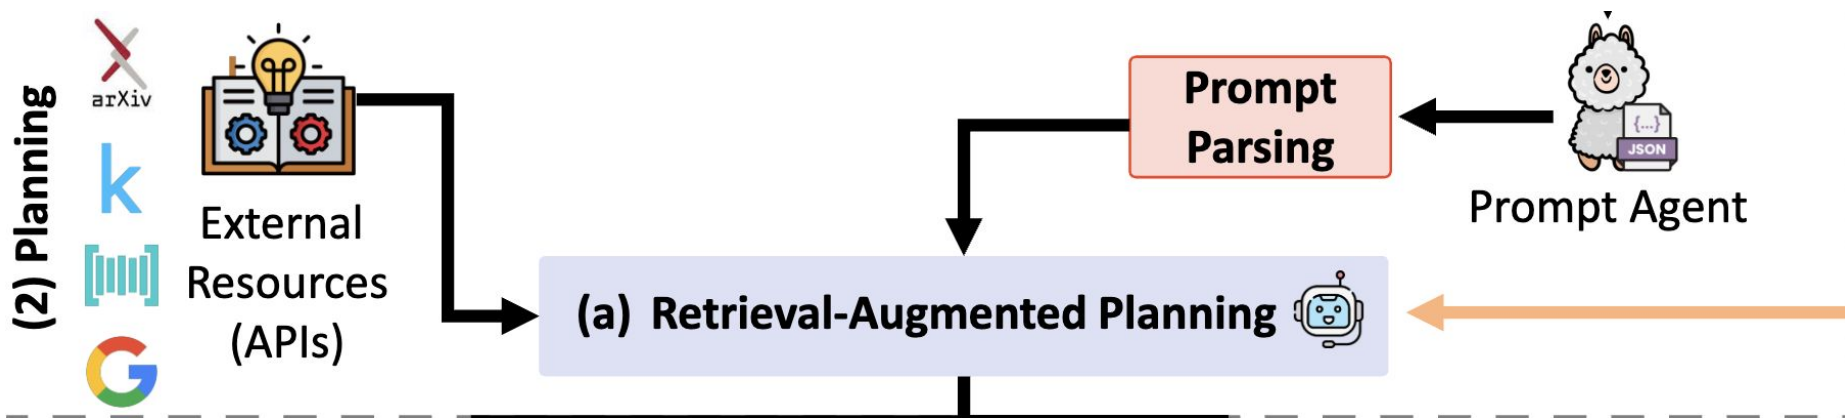 (2) Planning
arXiv
k
External
Resources
(APIs)
Prompt
Parsing
{...}
JSON
Prompt Agent
(a) Retrieval-Augmented Planning
G